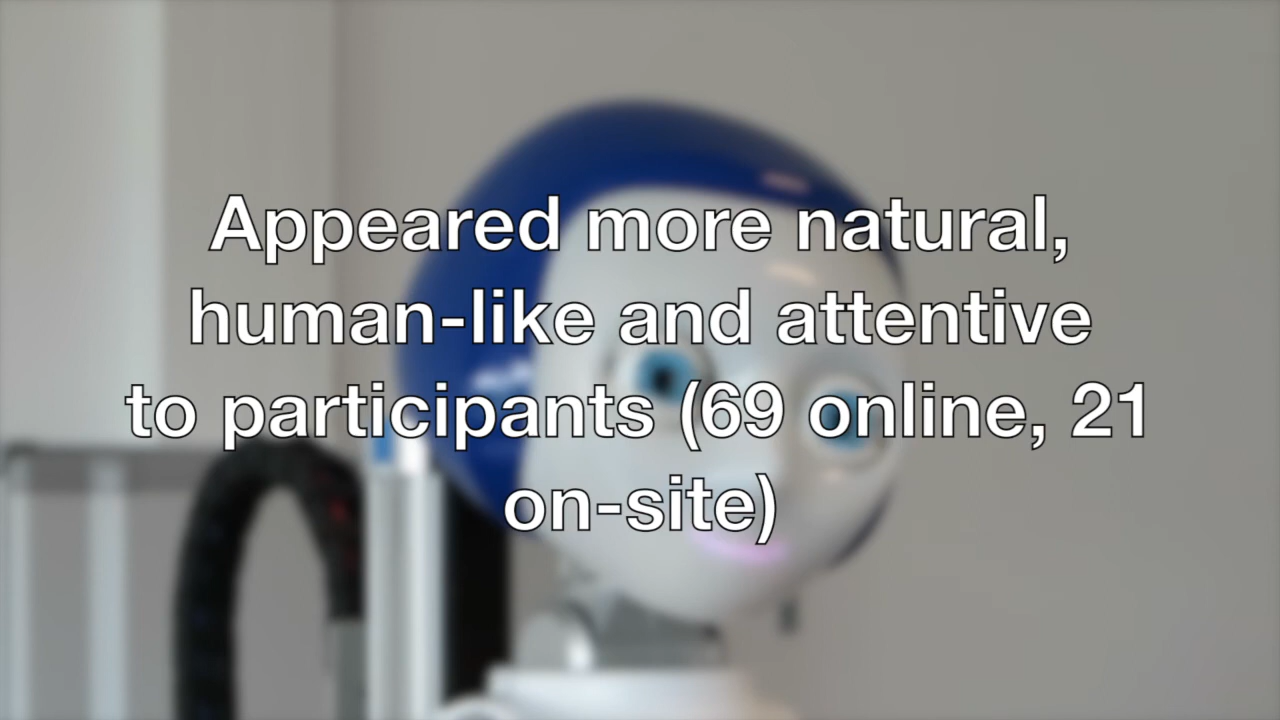 Appeared more natural,
human-like and attentive
to participants (69 online, 21
on-site)